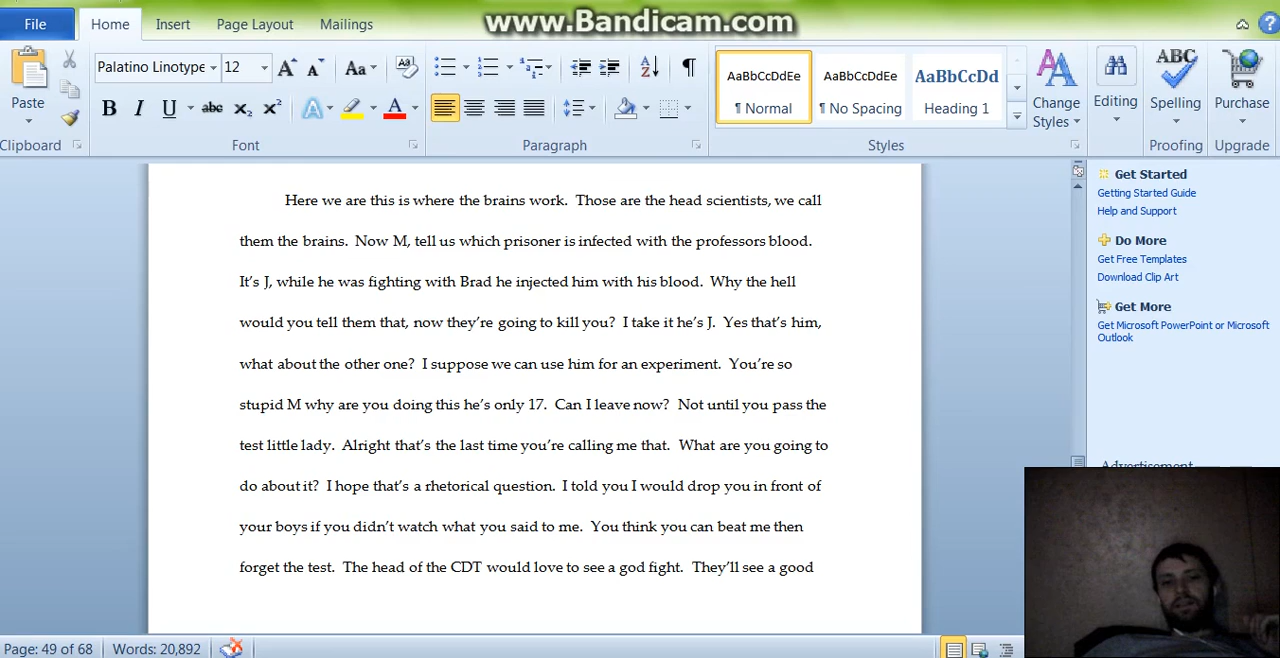 www.Bandicam.com
File Home Insert Page Layout Mailings
Paste
Clipboard
Palatino Linotype 12
Font
Paragraph
AaBbCcDdEe AaBbCcDdEe AaBbCcDd
¶ Normal ¶ No Spacing Heading 1
Change Styles
Styles
Editing
Spelling
Proofing
Purchase
Upgrade
Here we are this is where the brains work. Those are the head scientists, we call
them the brains. Now M, tell us which prisoner is infected with the professors blood.
It's J, while he was fighting with Brad he injected him with his blood. Why the hell
would you tell them that, now they're going to kill you? I take it he's J. Yes that's him,
what about the other one? I suppose we can use him for an experiment. You're so
stupid M why are you doing this he's only 17. Can I leave now? Not until you pass the
test little lady. Alright that's the last time you're calling me that. What are you going to
do about it? I hope that's a rhetorical question. I told you I would drop you in front of
your boys if you didn't watch what you said to me. You think you can beat me then
forget the test. The head of the CDT would love to see a god fight. They'll see a good
Get Started
Getting Started Guide
Help and Support
Do More
Get Free Templates
Download Clip Art
Get More
Get Microsoft PowerPoint or Microsoft
Outlook
Advertisement
Page: 49 of 68 Words: 20,892